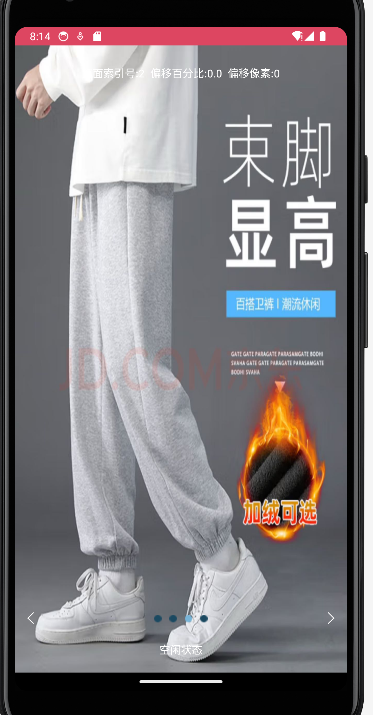 8:14
面索引号:2 偏移百分比:0.0 偏移像素:0
束脚
显高
百搭卫裤 | 潮流休闲
GATE GATE PARAGATE PARASAMGATE BODHI
SVAHA GATE GATE PARAGATE PARASAMGATE
BODHI SVAHA
JD.COM
加绒可选
空闲状态